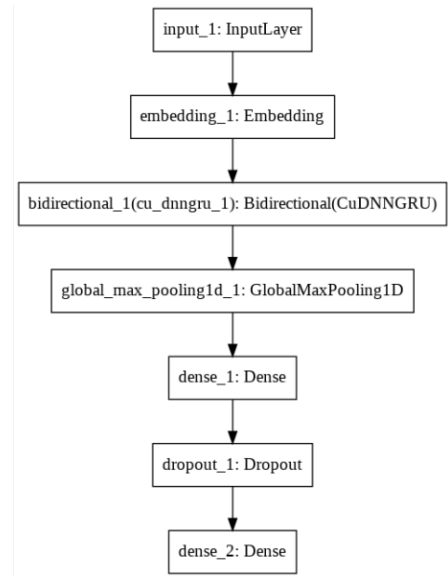 input_1: InputLayer
embedding_1: Embedding
bidirectional_1(cu_dnngru_1): Bidirectional(CuDNNGRU)
global_max_pooling1d_1: GlobalMaxPooling1D
dense_1: Dense
dropout_1: Dropout
dense_2: Dense